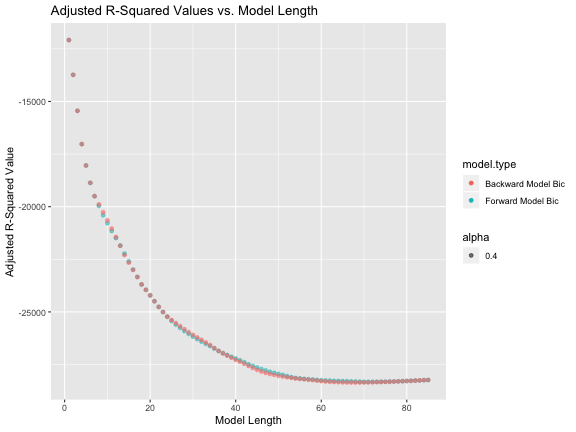 Adjusted R-Squared Values vs. Model Length
-15000
-20000
-25000
Adjusted R-Squared Value
0
20
40
60
80
Model Length
model.type
Backward Model Bic
Forward Model Bic
alpha
0.4